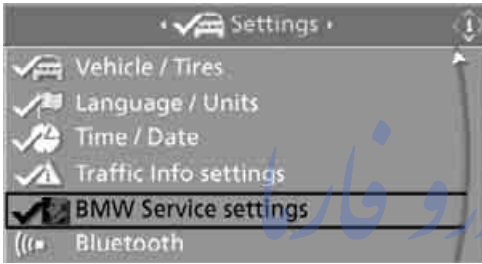 Settings
Vehicle / Tires
Language / Units
Time / Date
Traffic Info settings
BMW Service settings
Bluetooth